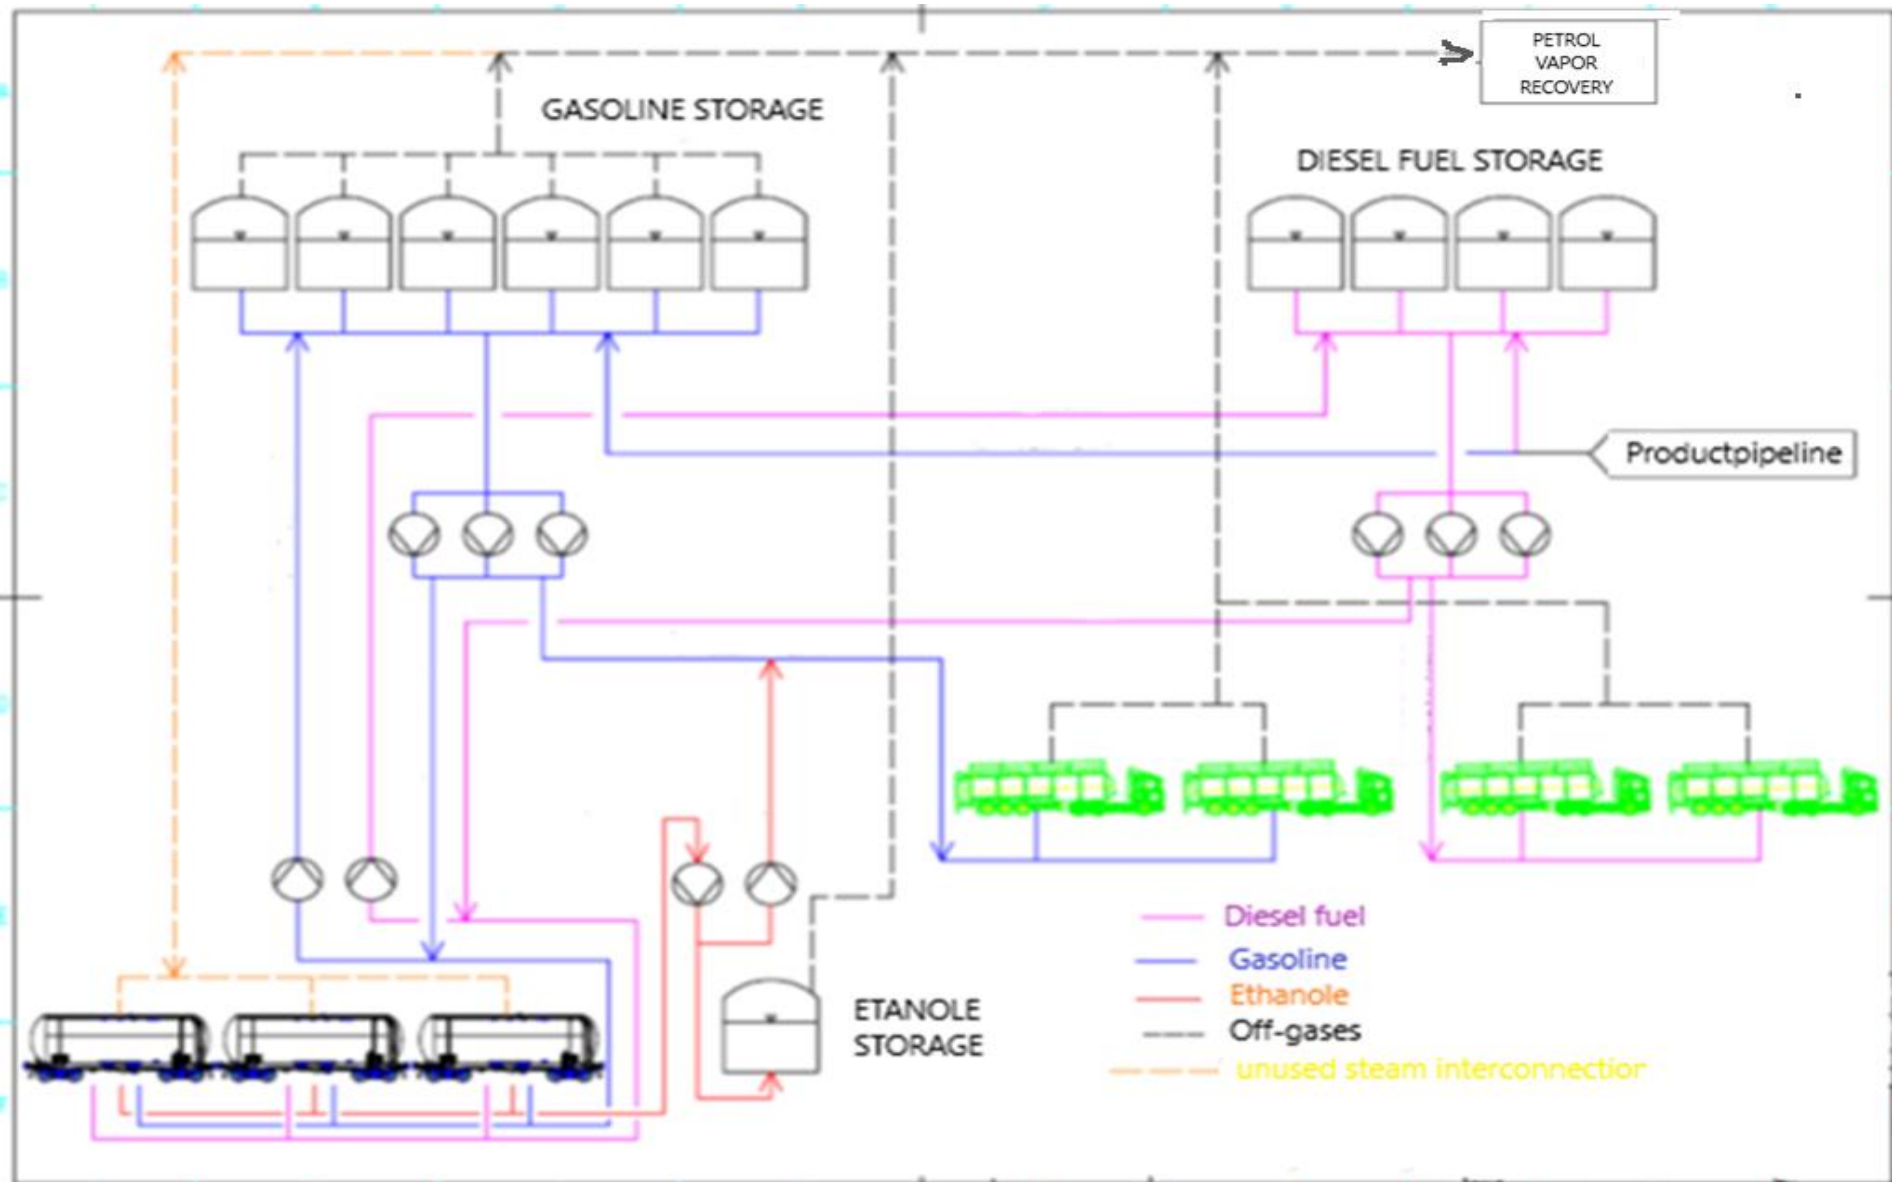 PETROL
VAPOR
RECOVERY
GASOLINE STORAGE
DIESEL FUEL STORAGE
Productpipeline
Diesel fuel
Gasoline
Ethanole
Off-gases
unused steam interconnection
ETANOLE
STORAGE